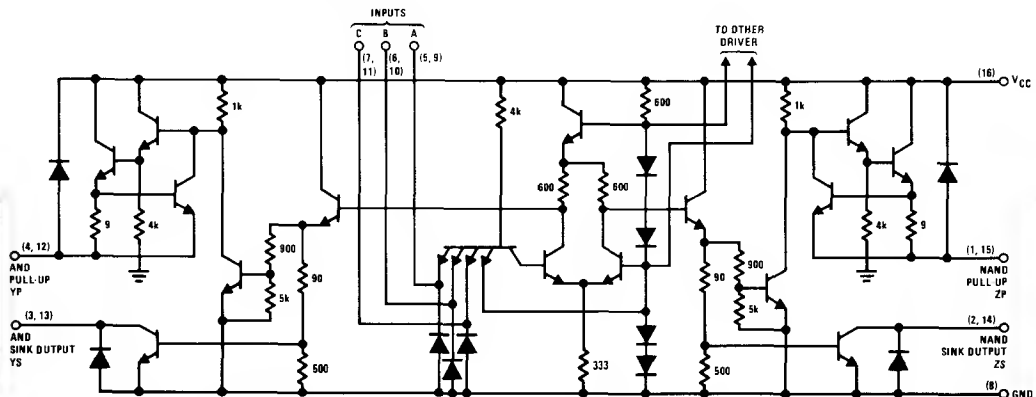 INPUTS
C B A
(7, 11) (6, 10) (5, 9)
TO OTHER
DRIVER
(16)
VCC
1k
4k
600
1k
600
600
9
4k
900
90
5k
(4, 12)
AND
PULL-UP
YP
(3, 13)
AND
SINK OUTPUT
YS
500
333
90
900
5k
500
4k
9
(1, 15)
NAND
PULL-UP
ZP
(2, 14)
NAND
SINK OUTPUT
ZS
(8)
GND